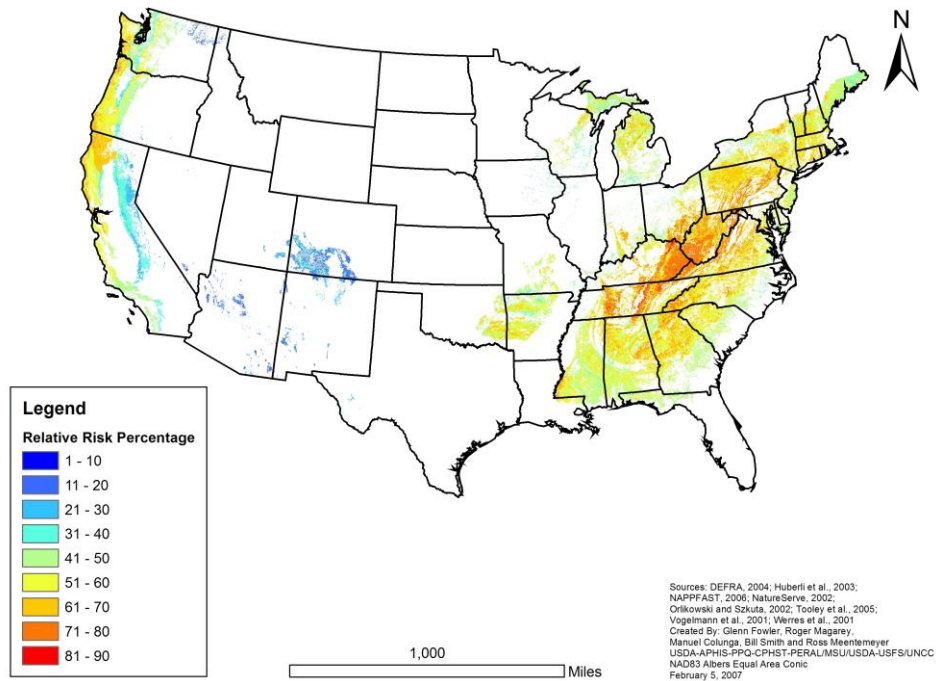 N
Legend
Relative Risk Percentage
1 - 10
11 - 20
21 - 30
31 - 40
41 - 50
51 - 60
61 - 70
71 - 80
81 - 90
1,000
Miles
Sources: DEFRA, 2004; Huberli et al., 2003;
NAPPFAST, 2006; NatureServe, 2002;
Orlikowski and Szkuta, 2002; Tooley et al., 2005;
Vogelmann et al., 2001; Werres et al., 2001
Created By: Glenn Fowler, Roger Magarey,
Manuel Colunga, Bill Smith and Ross Meentemeyer
USDA-APHIS-PPQ-CPHST-PERAL/MSU/USDA-USFS/UNCC
NAD83 Albers Equal Area Conic
February 5, 2007